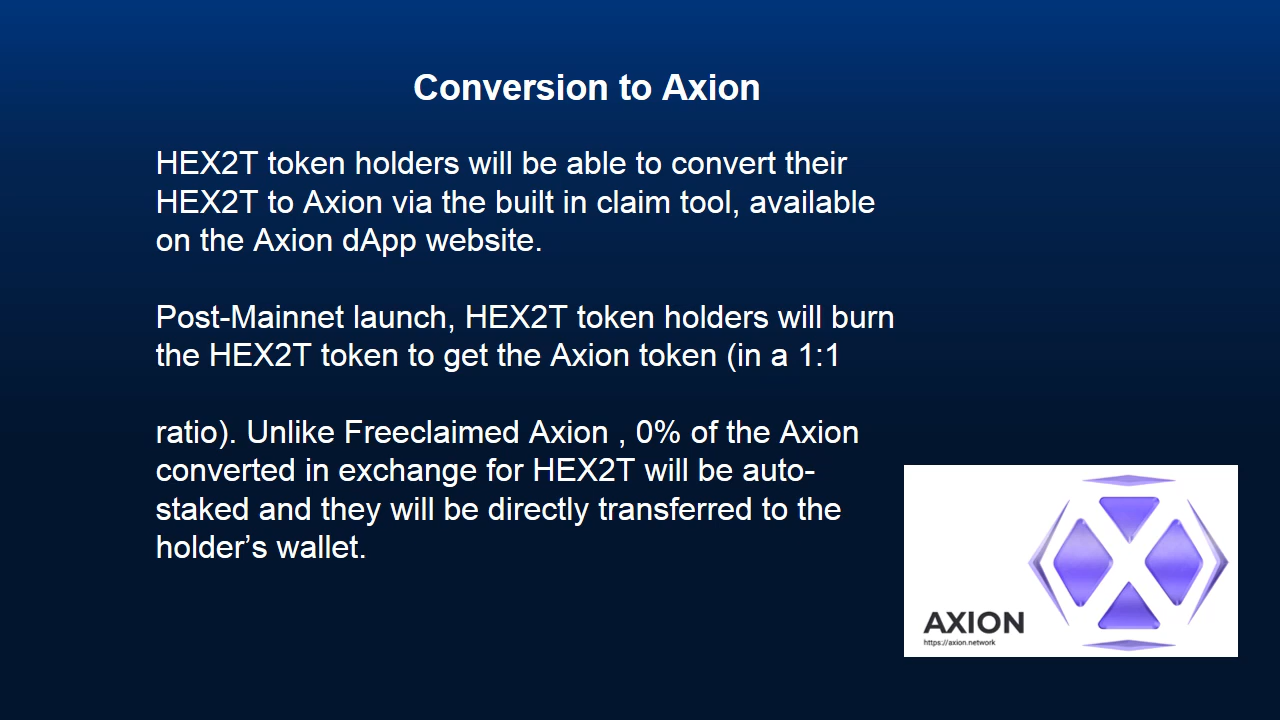 Conversion to Axion
HEX2T token holders will be able to convert their
HEX2T to Axion via the built in claim tool, available
on the Axion dApp website.
Post-Mainnet launch, HEX2T token holders will burn
the HEX2T token to get the Axion token (in a 1:1
ratio). Unlike Freeclaimed Axion , 0% of the Axion
converted in exchange for HEX2T will be auto-
staked and they will be directly transferred to the
holder’s wallet.
AXION
https://axion.network